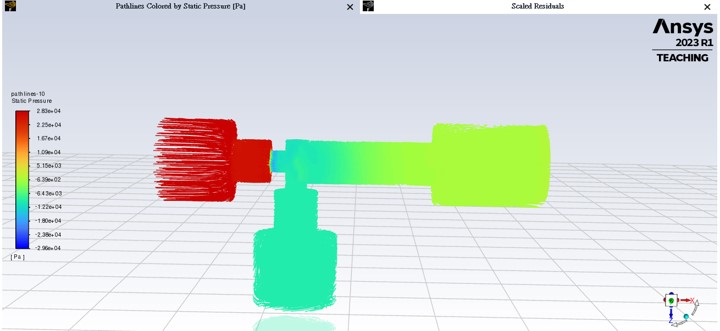 Pathlines Colored by Static Pressure [Pa]
Scaled Residuals
Ansys
2023 R1
TEACHING
pathlines-10
Static Pressure
2.83e+04
2.25e+04
1.67e+04
1.09e+04
5.15e+03
-6.39e+02
-6.43e+03
-1.22e+04
-1.80e+04
-2.38e+04
-2.96e+04
[ Pa ]
X
Z